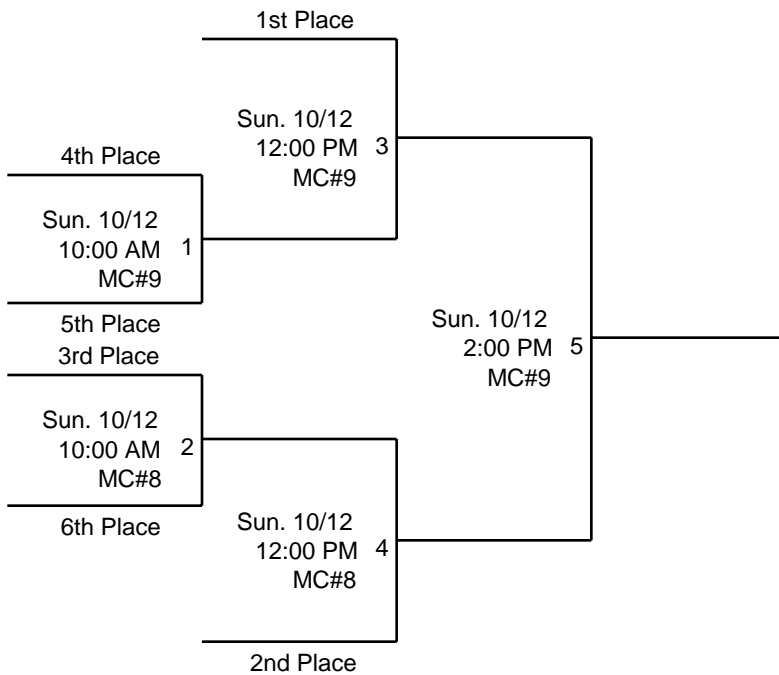 1st Place
Sun. 10/12
12:00 PM 3
MC#9
4th Place
Sun. 10/12
10:00 AM 1
MC#9
5th Place
3rd Place
Sun. 10/12
10:00 AM 2
MC#8
6th Place
Sun. 10/12
2:00 PM 5
MC#9
Sun. 10/12
12:00 PM 4
MC#8
2nd Place